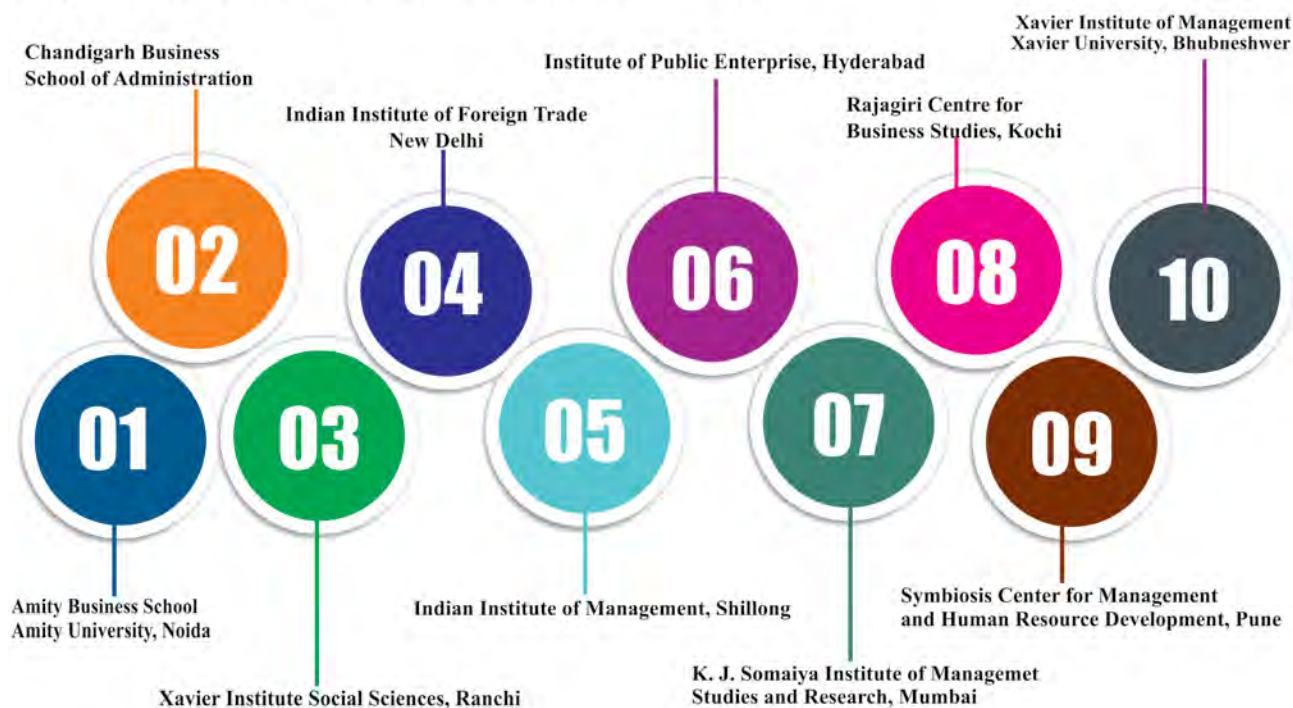 01
Amity Business School
Amity University, Noida
02
Chandigarh Business
School of Administration
03
Xavier Institute Social Sciences, Ranchi
04
Indian Institute of Foreign Trade
New Delhi
05
Indian Institute of Management, Shillong
06
Institute of Public Enterprise, Hyderabad
07
K. J. Somaiya Institute of Managemet
Studies and Research, Mumbai
08
Rajagiri Centre for
Business Studies, Kochi
09
Symbiosis Center for Management
and Human Resource Development, Pune
10
Xavier Institute of Management
Xavier University, Bhubneshwer